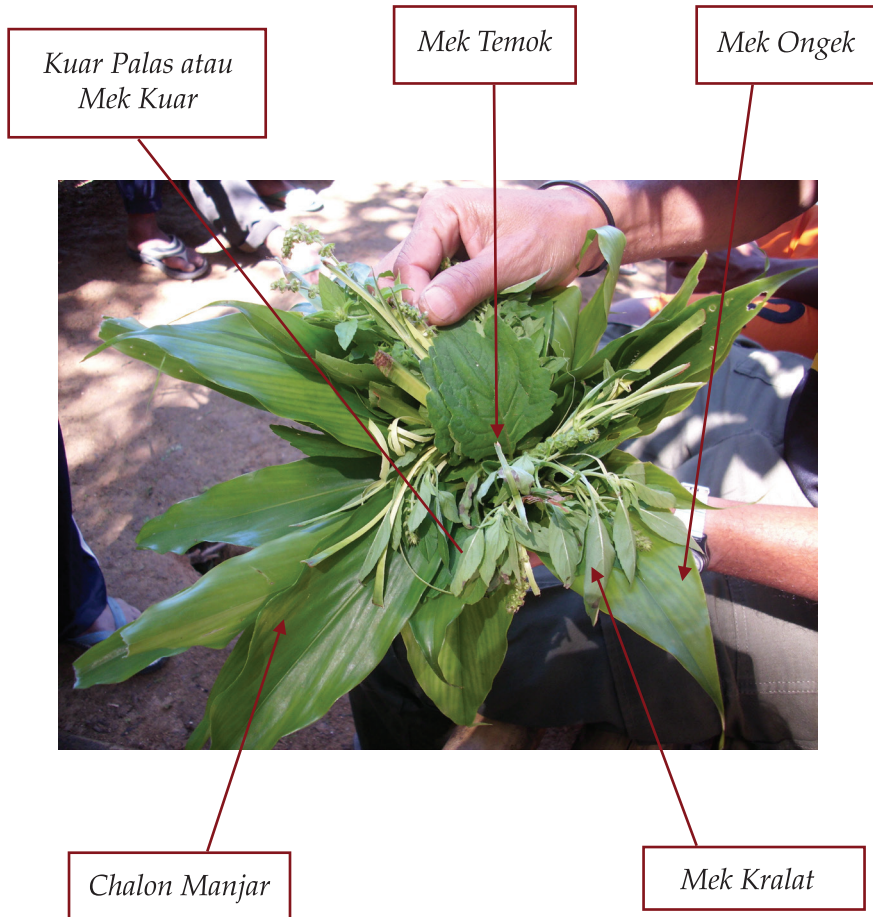 Kuar Palas atau
Mek Kuar
Mek Temok
Mek Ongek
Chalon Manjar
Mek Kralat